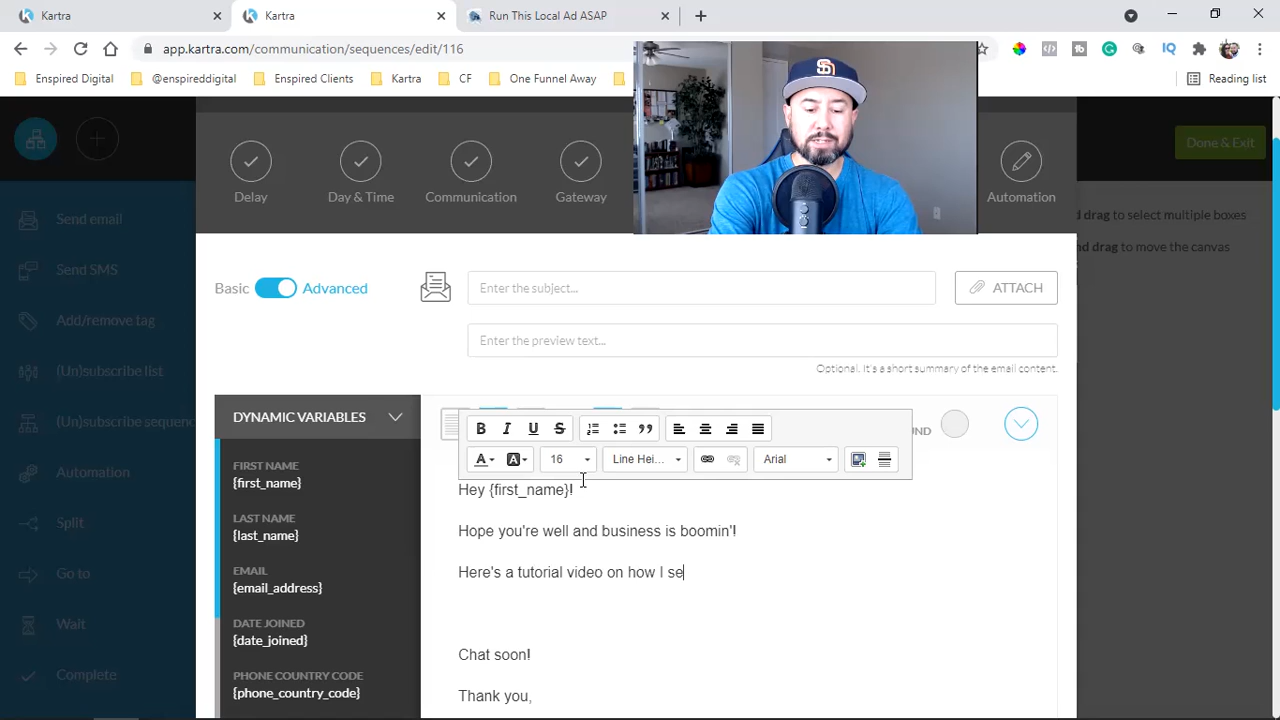 Kartra
Kartra
Run This Local Ad ASAP
app.kartra.com/communication/sequences/edit/116
IQ
Enspired Digital
@enspireddigital
Enspired Clients
Kartra
CF
One Funnel Away
Reading list
Delay
Day & Time
Communication
Gateway
Automation
Done & Exit
Send email
Send SMS
Add/remove tag
(Un)subscribe list
(Un)subscribe sequenc
Automation
Split
Go to
Wait
Complete
d drag to select multiple boxes
nd drag to move the canvas
Basic
Advanced
Enter the subject...
ATTACH
Enter the preview text...
Optional. It's a short summary of the email content.
DYNAMIC VARIABLES
FIRST NAME
{first_name}
LAST NAME
{last_name}
EMAIL
{email_address}
DATE JOINED
{date_joined}
PHONE COUNTRY CODE
{phone_country_code}
UND
B I U S
A A 16 Line Hei... Arial
Hey {first_name}!
Hope you're well and business is boomin'!
Here's a tutorial video on how I se
Chat soon!
Thank you,